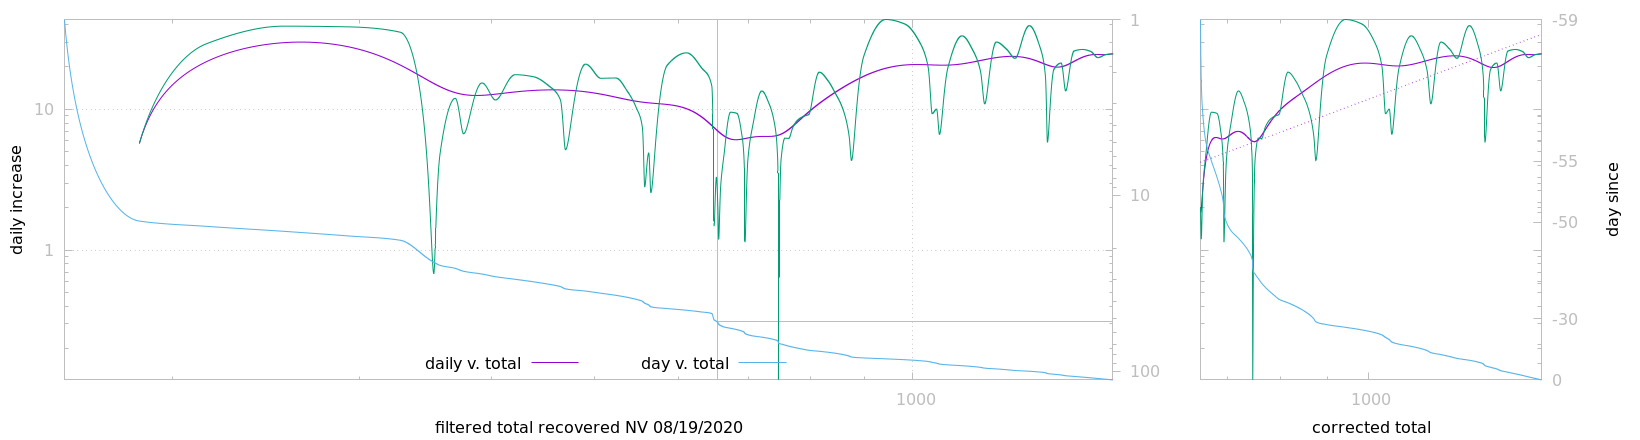 1
-59
10
daily increase
-55
10
-50
day since
1
-30
daily v. total
day v. total
100
0
1000
1000
filtered total recovered NV 08/19/2020
corrected total